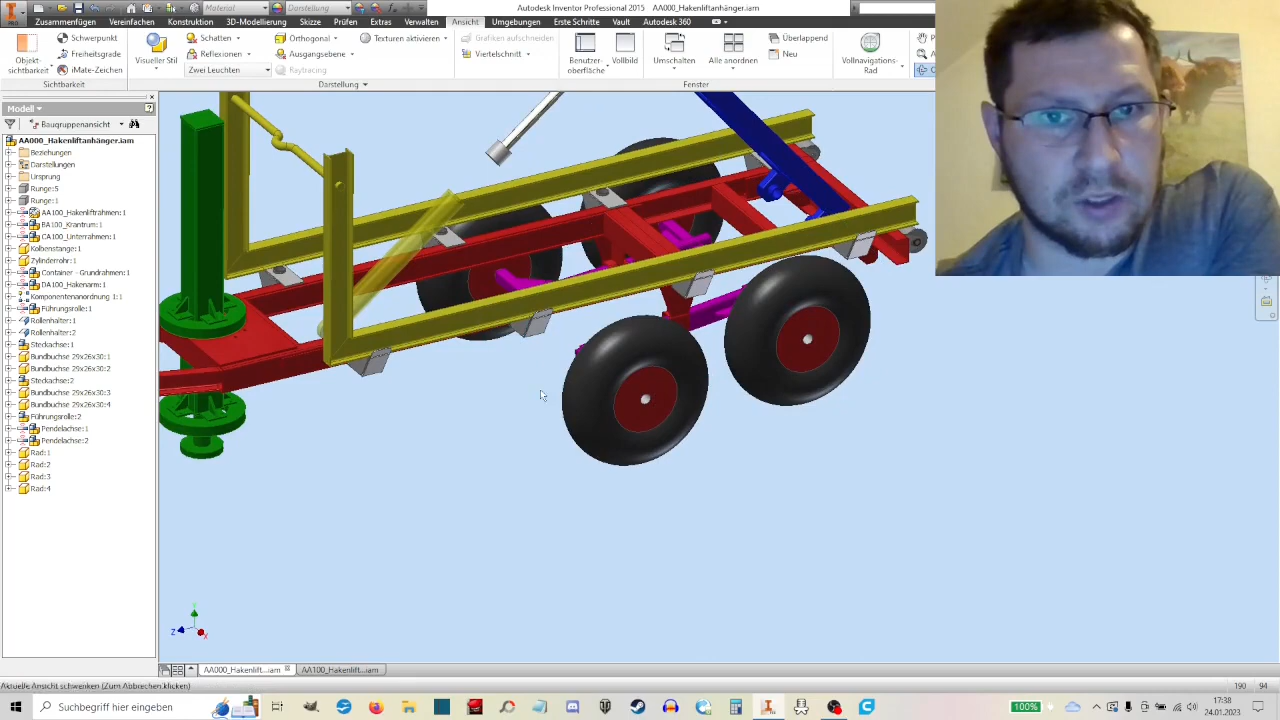 Autodesk Inventor Professional 2015 AA000_Hakenliftanhänger.iam
Material
Darstellung
Zusammenfügen Vereinfachen Konstruktion 3D-Modellierung Skizze Prüfen Extras Verwalten Ansicht Umgebungen Erste Schritte Vault Autodesk 360
Objekt-
sichtbarkeit
Schwerpunkt
Freiheitsgrade
iMate-Zeichen
Sichtbarkeit
Visueller Stil
Schatten
Reflexionen
Zwei Leuchten
Orthogonal
Ausgangsebene
Raytracing
Texturen aktivieren
Darstellung
Grafiken aufschneiden
Viertelschnitt
Benutzer-
oberfläche
Vollbild
Umschalten
Alle anordnen
Überlappend
Neu
Fenster
Vollnavigations-
Rad
Modell
Baugruppenansicht
AA000_Hakenliftanhänger.iam
Beziehungen
Darstellungen
Ursprung
Runge:5
Runge:1
AA100_Hakenliftrahmen:1
BA100_Krantrum:1
CA100_Unterrahmen:1
Kolbenstange:1
Zylinderrohr:1
Container - Grundrahmen:1
DA100_Hakenarm:1
Komponentenanordnung 1:1
Führungsrolle:1
Rollenhalter:1
Rollenhalter:2
Steckachse:1
Bundbuchse 29x26x30:1
Bundbuchse 29x26x30:2
Steckachse:2
Bundbuchse 29x26x30:3
Bundbuchse 29x26x30:4
Führungsrolle:2
Pendelachse:1
Pendelachse:2
Rad:1
Rad:2
Rad:3
Rad:4
Z
X
AA000_Hakenlift...iam AA100_Hakenlift...iam
Aktuelle Ansicht schwenken (Zum Abbrechen klicken) 190 94
Suchbegriff hier eingeben
100%
17:38
24.01.2023